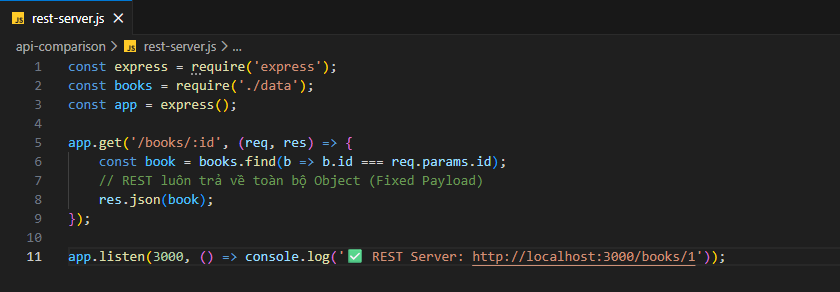 JS rest-server.js ×
api-comparison > JS rest-server.js > ...
1 const express = require('express');
2 const books = require('./data');
3 const app = express();
4
5 app.get('/books/:id', (req, res) => {
6     const book = books.find(b => b.id === req.params.id);
7     // REST luôn trả về toàn bộ Object (Fixed Payload)
8     res.json(book);
9 });
10
11 app.listen(3000, () => console.log('✅ REST Server: http://localhost:3000/books/1'));